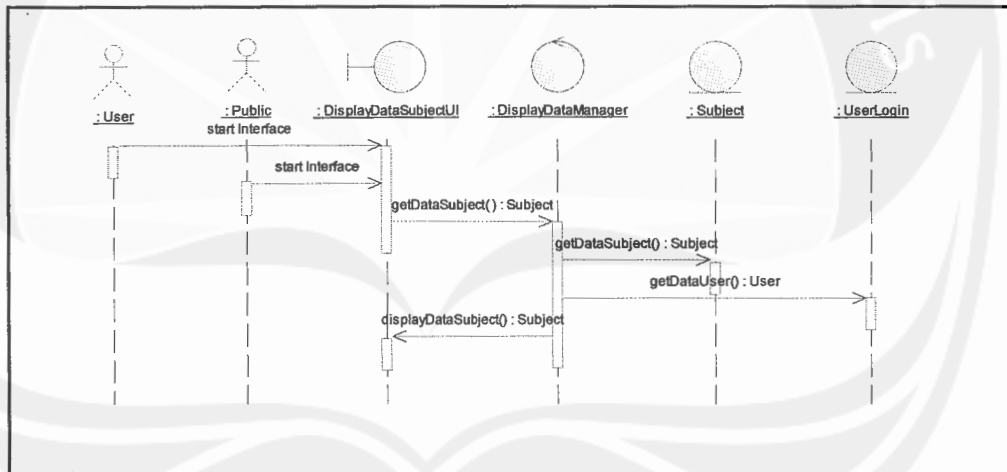 : User
: Public
: DisplayDataSubjectUI
: DisplayDataManager
: Subject
: UserLogin
start Interface
start Interface
getDataSubject() : Subject
getDataSubject() : Subject
getDataUser() : User
displayDataSubject() : Subject